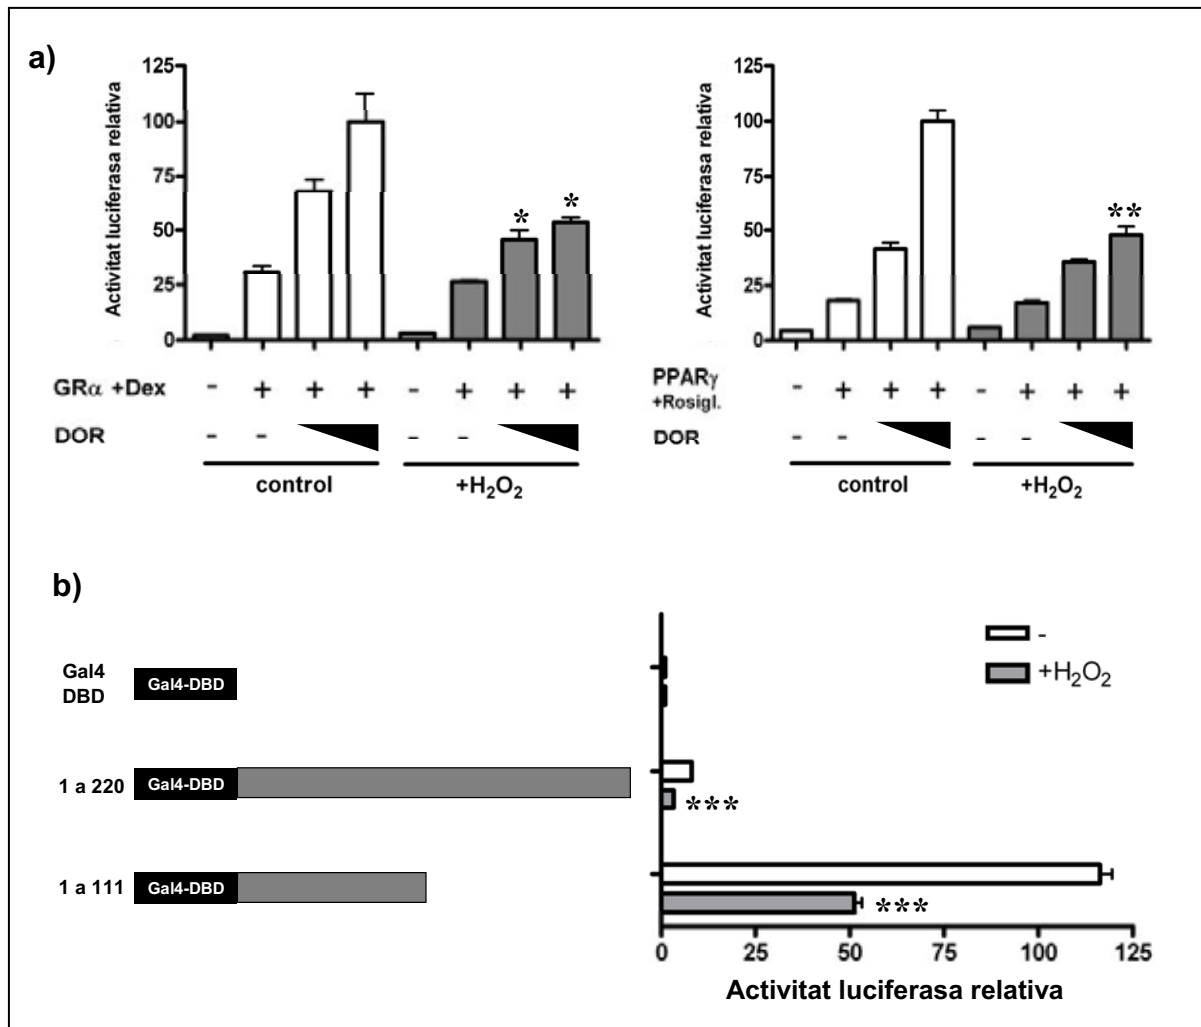 a)
Activitat luciferasa relativa
125
100
75
50
25
0
* *
GRα +Dex - + + + - + + +
DOR - - - -
control +H₂O₂
Activitat luciferasa relativa
125
100
75
50
25
0
**
PPARγ - + + + - + + +
+Rosigl.
DOR - - - -
control +H₂O₂
b)
Gal4
DBD
Gal4-DBD
1 a 220 Gal4-DBD
1 a 111 Gal4-DBD
-
+H₂O₂
***
***
0 25 50 75 100 125
Activitat luciferasa relativa